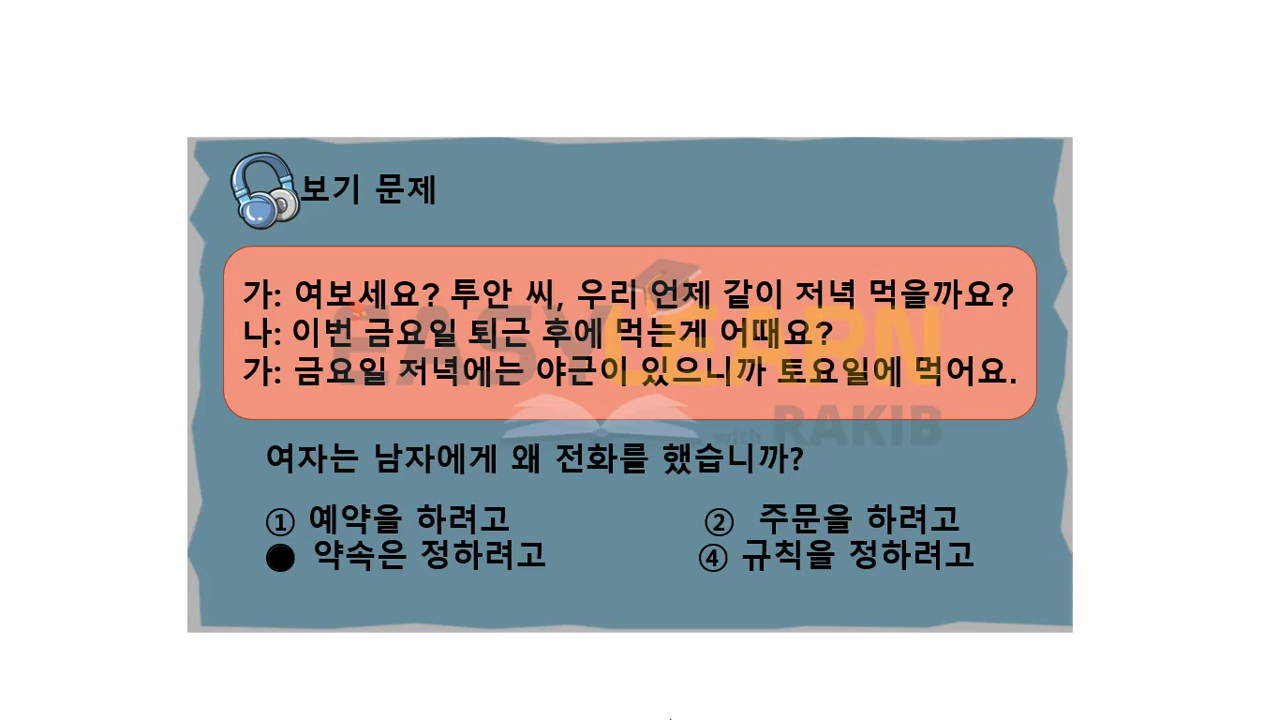 보기 문제
가: 여보세요? 투안 씨, 우리 언제 같이 저녁 먹을까요?
나: 이번 금요일 퇴근 후에 먹는게 어때요?
가: 금요일 저녁에는 야근이 있으니까 토요일에 먹어요.
EASY LEARN
with RAKIB
여자는 남자에게 왜 전화를 했습니까?
① 예약을 하려고 ② 주문을 하려고
● 약속은 정하려고 ④ 규칙을 정하려고